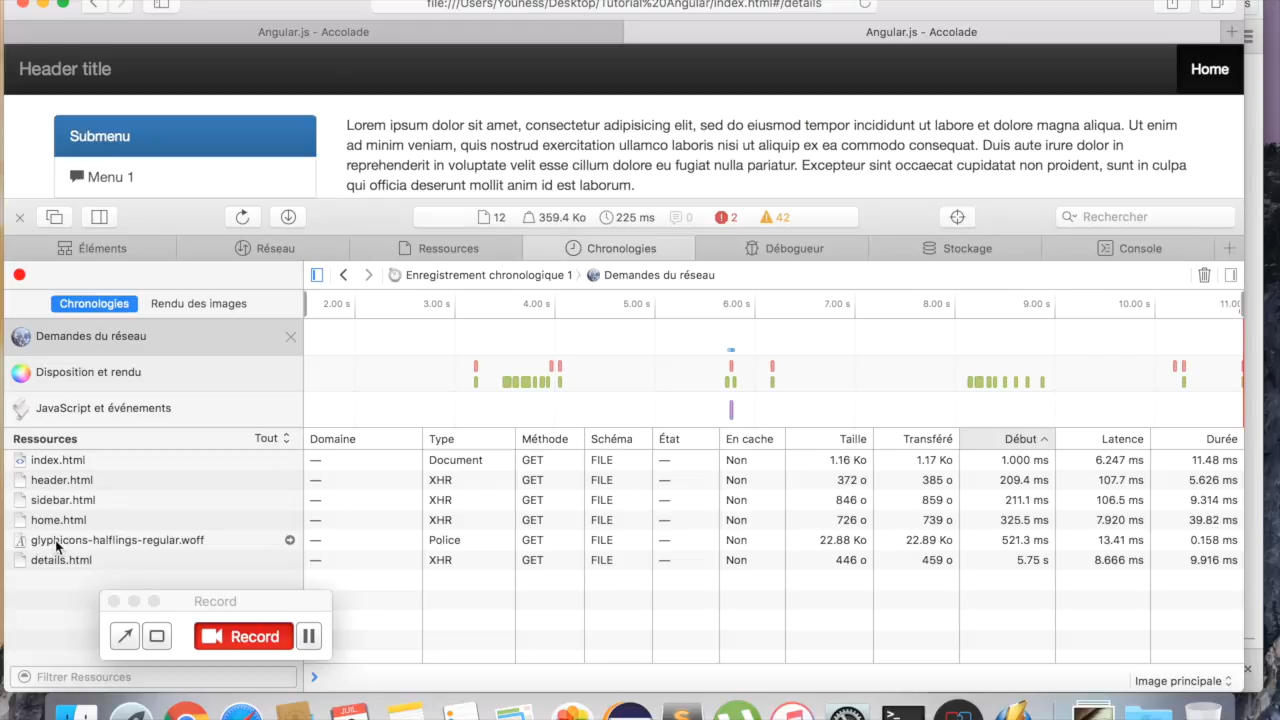 file:///Users/Youness/Desktop/Tutorial%20Angular/index.html#/details
s
Angular.js - Accolade
Angular.js - Accolade
Header title
Home
Submenu
Menu 1
Lorem ipsum dolor sit amet, consectetur adipisicing elit, sed do eiusmod tempor incididunt ut labore et dolore magna aliqua. Ut enim
ad minim veniam, quis nostrud exercitation ullamco laboris nisi ut aliquip ex ea commodo consequat. Duis aute irure dolor in
reprehenderit in voluptate velit esse cillum dolore eu fugiat nulla pariatur. Excepteur sint occaecat cupidatat non proident, sunt in culpa
qui officia deserunt mollit anim id est laborum.
12 359.4 Ko 225 ms 0 2 42
Rechercher
Éléments Réseau Ressources Chronologies Débogueur Stockage Console
Enregistrement chronologique 1 Demandes du réseau
Chronologies Rendu des images
2.00 s 3.00 s 4.00 s 5.00 s 6.00 s 7.00 s 8.00 s 9.00 s 10.00 s 11.00
Demandes du réseau
Disposition et rendu
JavaScript et événements
Ressources Tout Domaine Type Méthode Schéma État En cache Taille Transféré Début Latence Durée
index.html — Document GET FILE — Non 1.16 Ko 1.17 Ko 1.000 ms 6.247 ms 11.48 ms
header.html — XHR GET FILE — Non 372 o 385 o 209.4 ms 107.7 ms 5.626 ms
sidebar.html — XHR GET FILE — Non 846 o 859 o 211.1 ms 106.5 ms 9.314 ms
home.html — XHR GET FILE — Non 726 o 739 o 325.5 ms 7.920 ms 39.82 ms
glyphicons-halflings-regular.woff — Police GET FILE — Non 22.88 Ko 22.89 Ko 521.3 ms 13.41 ms 0.158 ms
details.html — XHR GET FILE — Non 446 o 459 o 5.75 s 8.666 ms 9.916 ms
Record
Record
Filtrer Ressources
Image principale
JUIL.